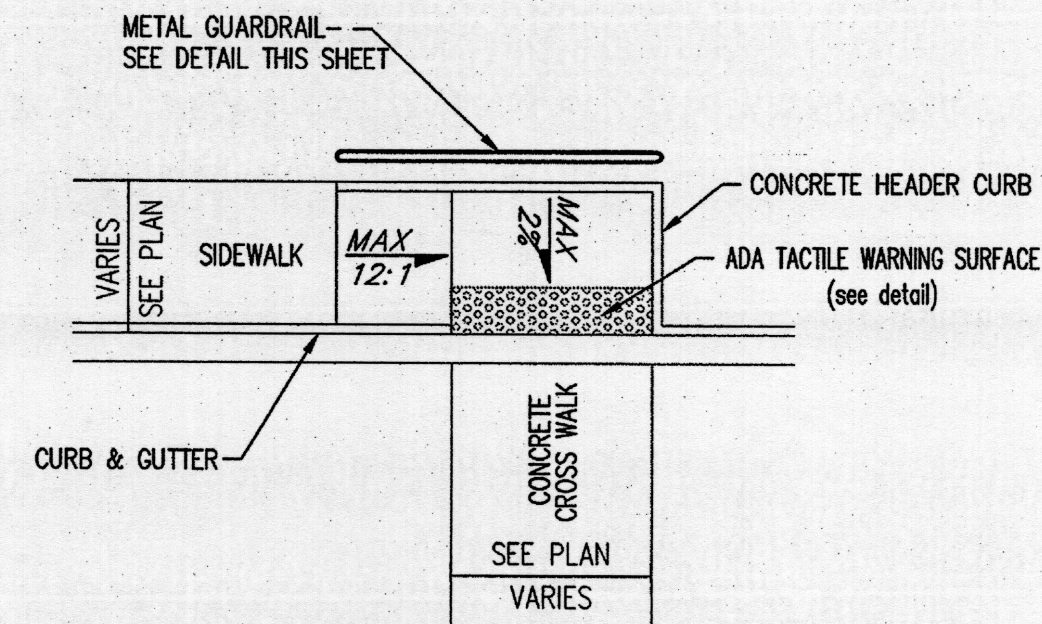 METAL GUARDRAIL-
SEE DETAIL THIS SHEET
CONCRETE HEADER CURB
VARIES
SEE PLAN
SIDEWALK
MAX
12:1
MAX
2%
ADA TACTILE WARNING SURFACE
(see detail)
CURB & GUTTER
CONCRETE
CROSS WALK
SEE PLAN
VARIES